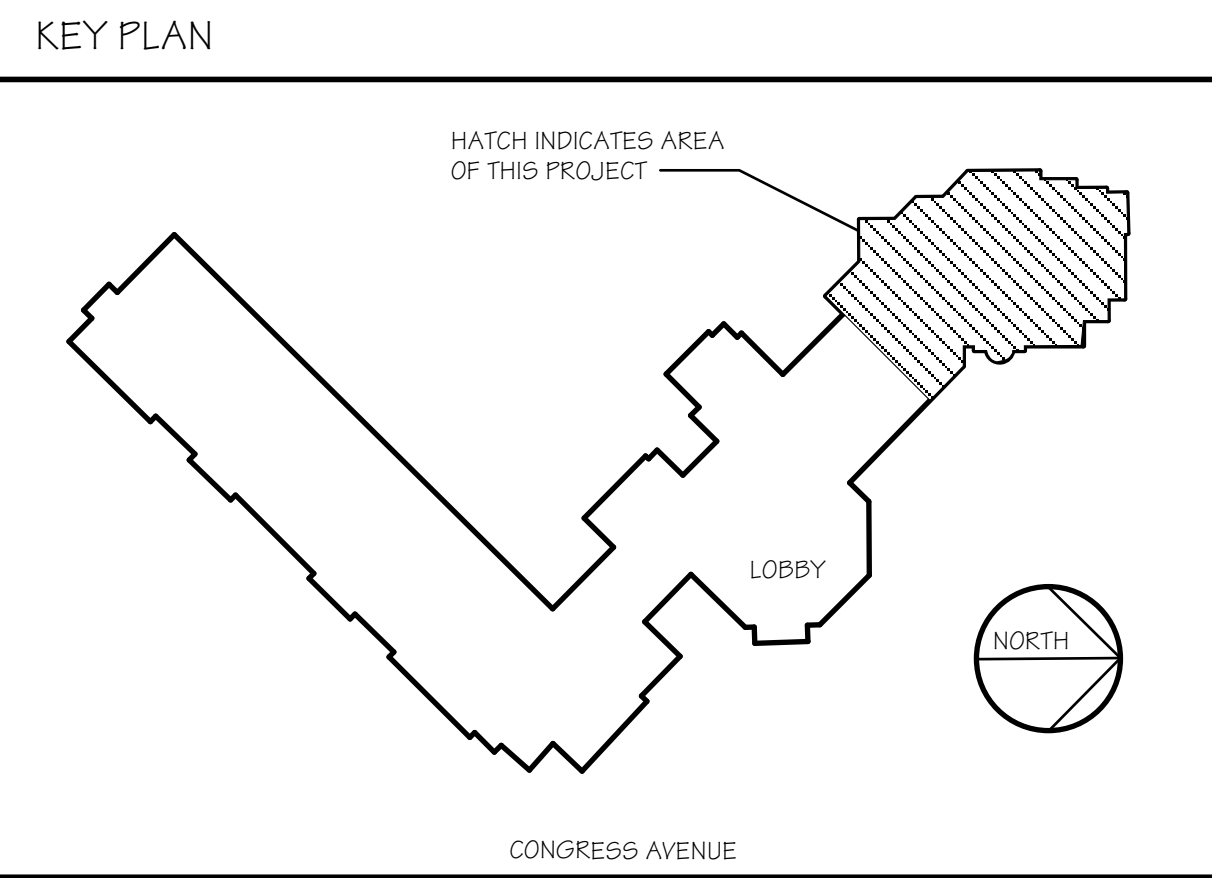 KEY PLAN
HATCH INDICATES AREA
OF THIS PROJECT
LOBBY
NORTH
CONGRESS AVENUE